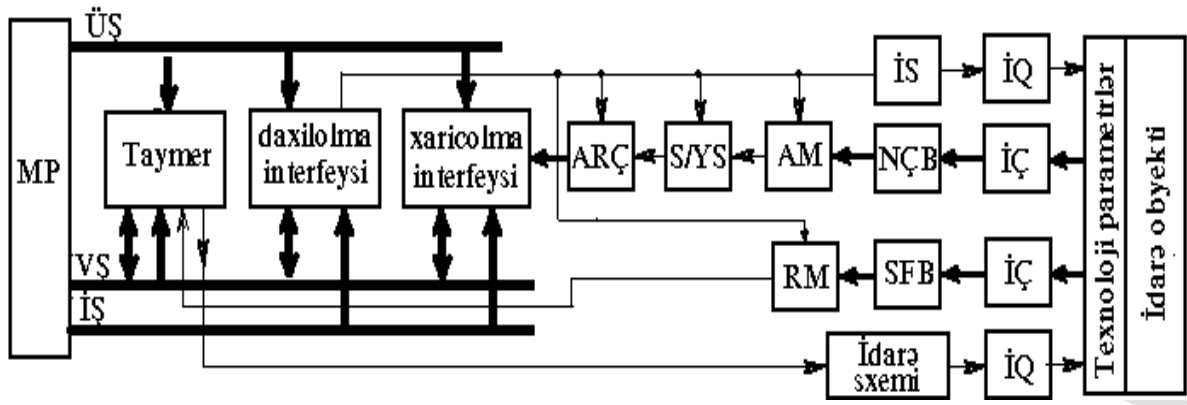 ÜŞ
MP
Taymer
daxilolma
interfeysi
xaricolma
interfeysi
ARÇ
S/YS
AM
NÇB
İÇ
İS
İQ
RM
SFB
İÇ
VŞ
İŞ
İdarə
sxemi
İQ
Texnoloji parametrlər
İdarə obyekti